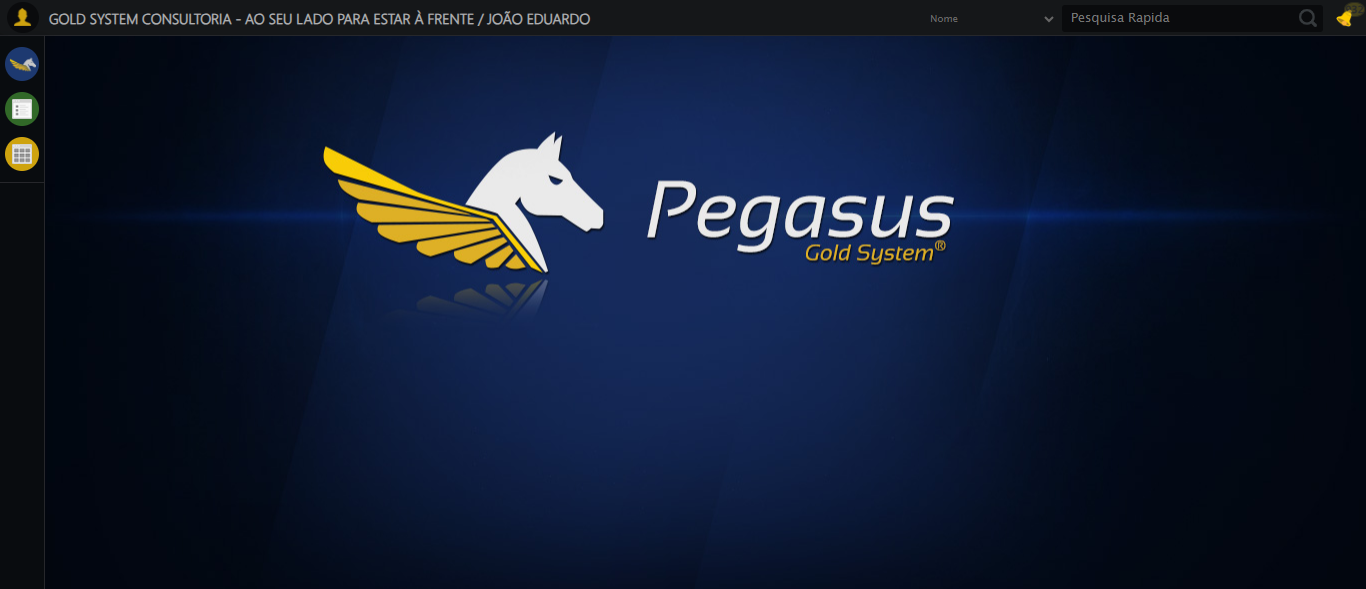 GOLD SYSTEM CONSULTORIA - AO SEU LADO PARA ESTAR À FRENTE / JOÃO EDUARDO
Nome
Pesquisa Rapida
Pegasus
Gold System®